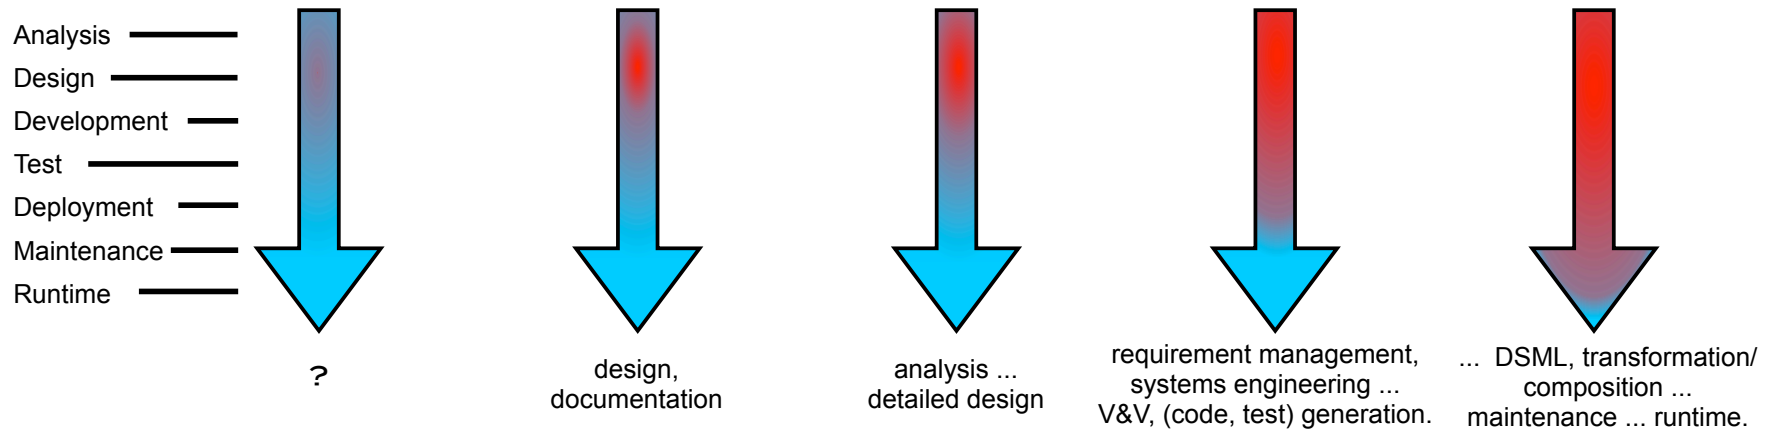 Analysis
Design
Development
Test
Deployment
Maintenance
Runtime
?
design,
documentation
analysis ...
detailed design
requirement management,
systems engineering ...
V&V, (code, test) generation.
... DSML, transformation/
composition ...
maintenance ... runtime.